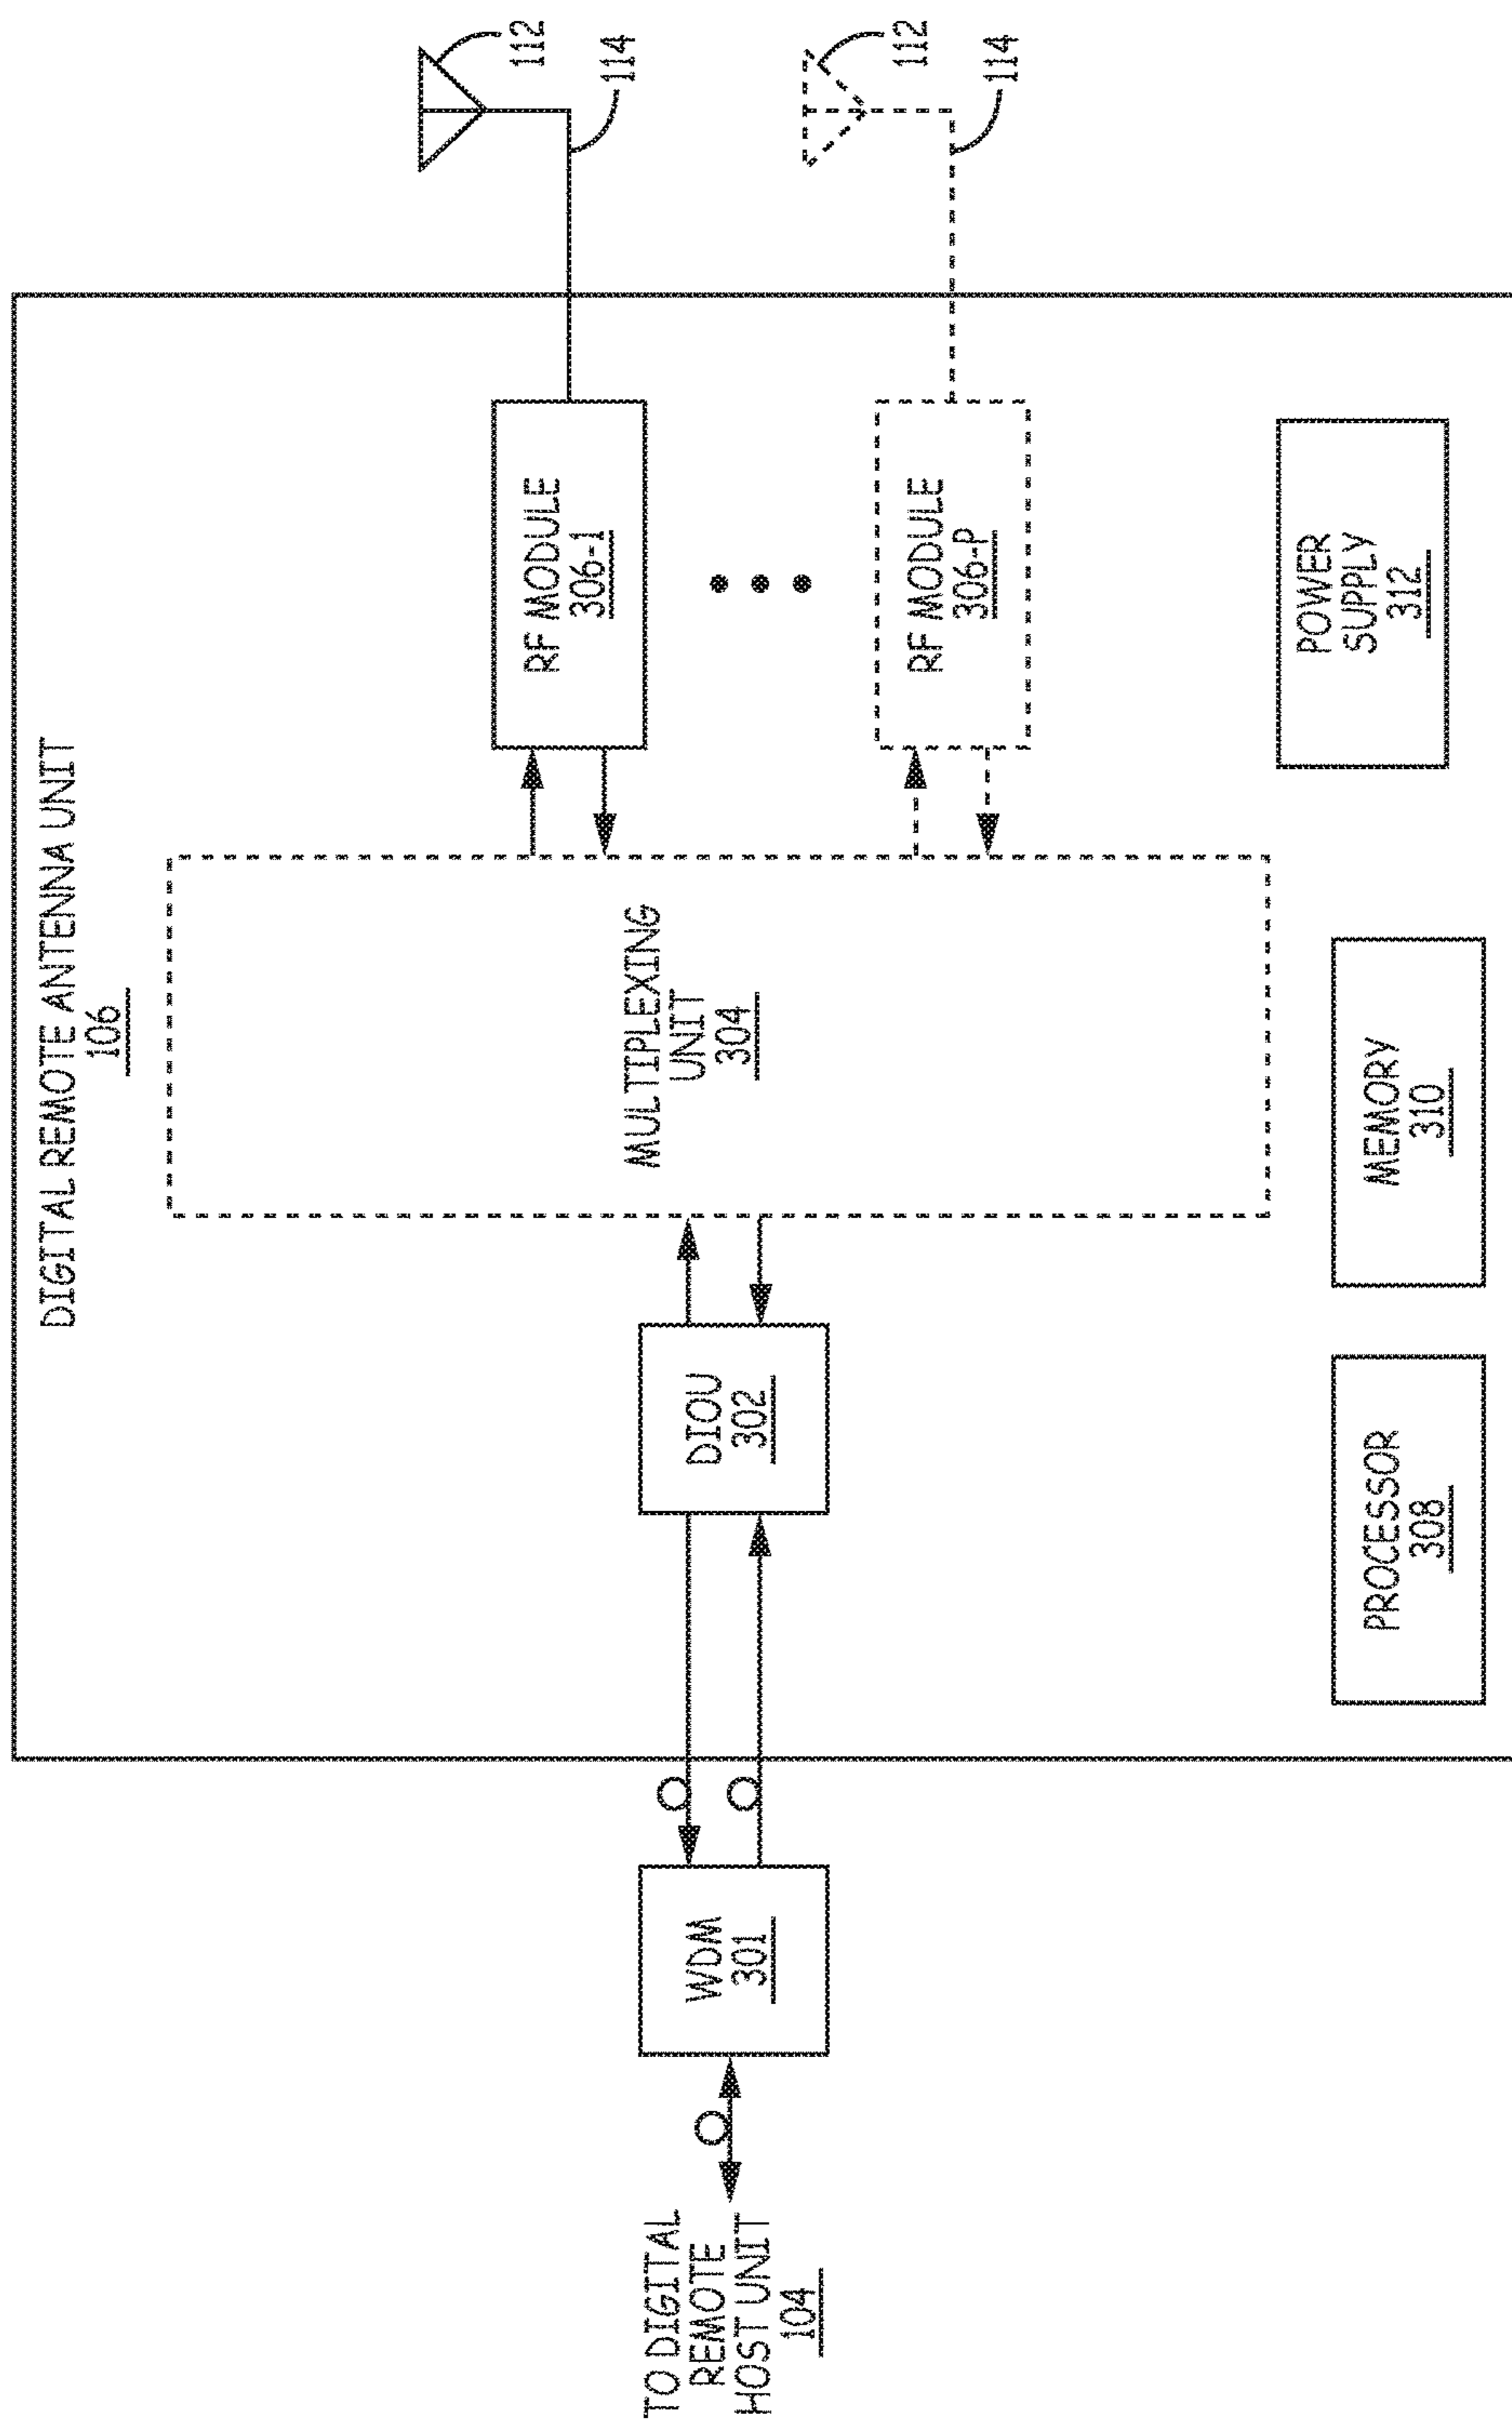 DIGITAL REMOTE ANTENNA UNIT
106
TO DIGITAL
REMOTE
HOST UNIT
104
WDM
301
DIOU
302
MULTIPLEXING
UNIT
304
RF MODULE
306-1
112
114
RF MODULE
306-P
112
114
PROCESSOR
308
MEMORY
310
POWER
SUPPLY
312